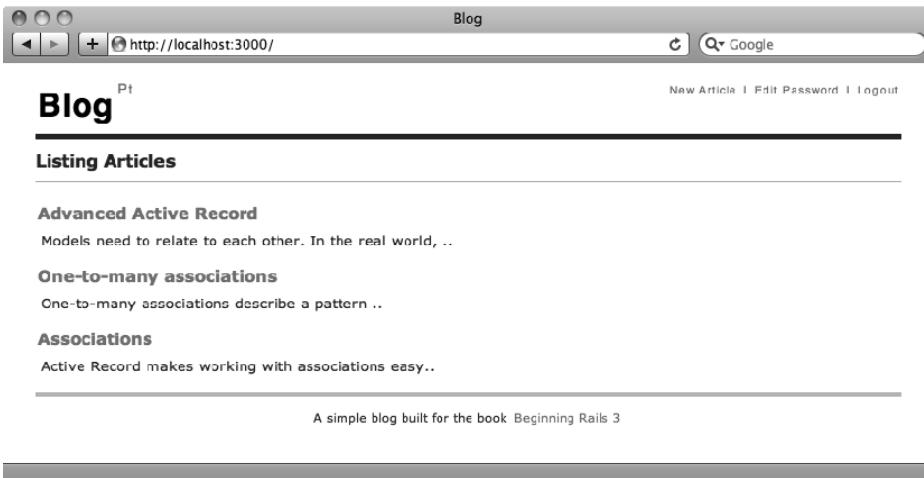 Blog
http://localhost:3000/
Google
Blog Pt
New Article | Edit Password | Logout
Listing Articles
Advanced Active Record
Models need to relate to each other. In the real world, ..
One-to-many associations
One-to-many associations describe a pattern ..
Associations
Active Record makes working with associations easy..
A simple blog built for the book Beginning Rails 3